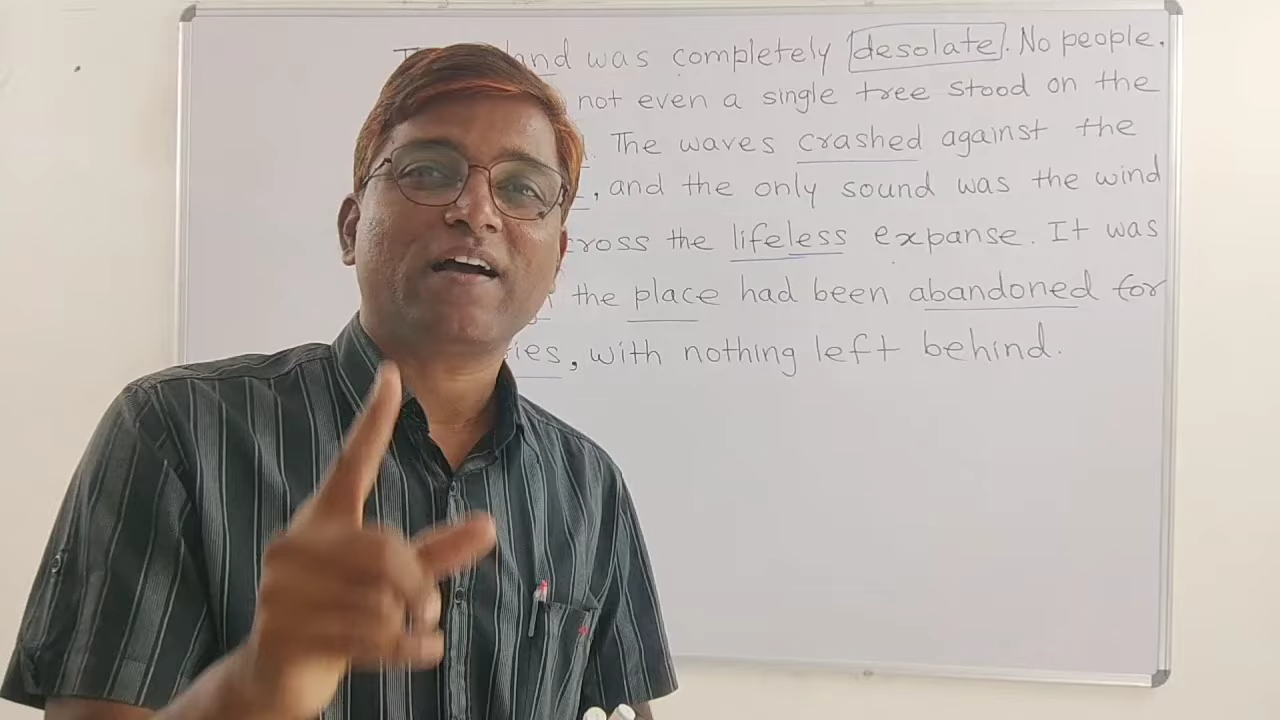 was completely desolate. No people,
not even a single tree stood on the
The waves crashed against the
, and the only sound was the wind
the lifeless expanse. It was
the place had been abandoned for
, with nothing left behind.